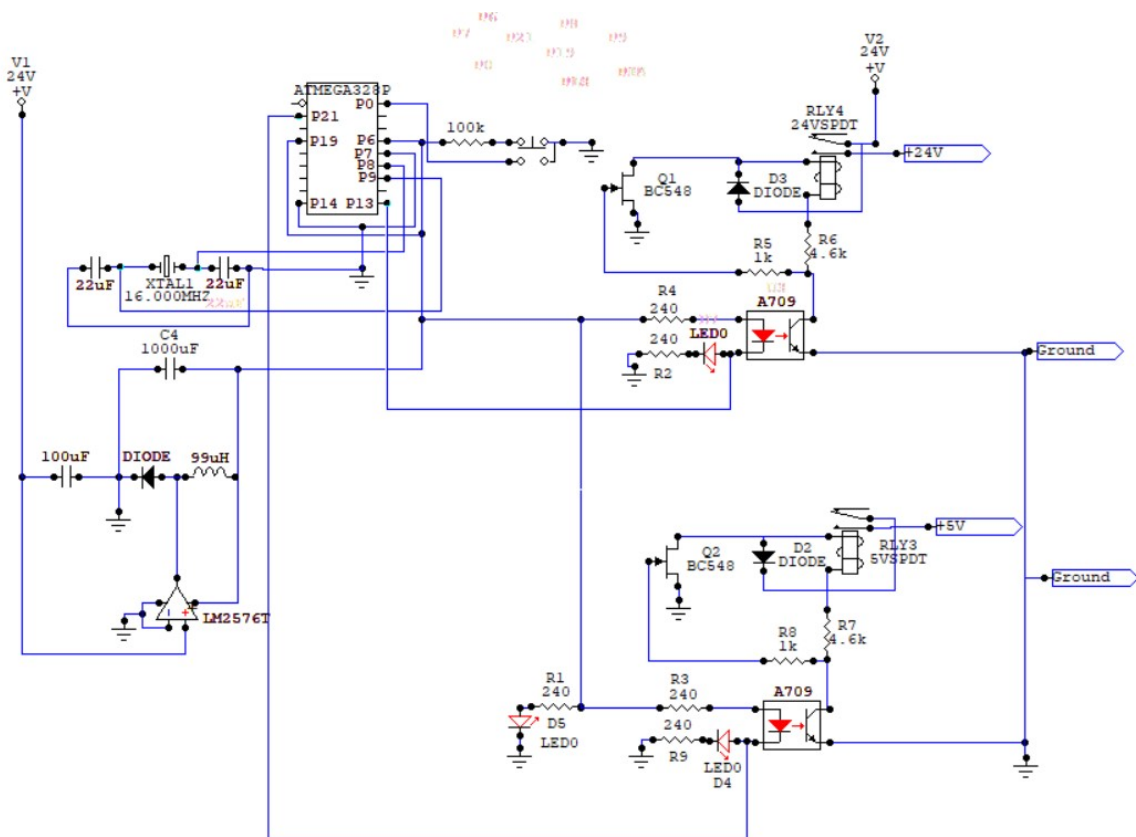 V1
24V
+V
ATMEGA328P
P0
P21
P19
P6
P7
P8
P9
P14
P13
100k
V2
24V
+V
RLY4
24VSPDT
+24V
Q1
BC548
D3
DIODE
R5
1k
R6
4.6k
22uF
XTAL1
16.000MHZ
22uF
C4
1000uF
R4
240
LED0
240
R2
A709
Ground
100uF
DIODE
99uH
LM2576T
Q2
BC548
D2
DIODE
RLY3
5VSPDT
+5V
Ground
R8
1k
R7
4.6k
R1
240
D5
LED0
R3
240
240
R9
LED0
D4
A709